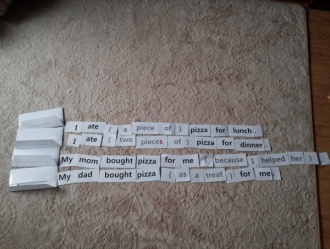 I ate ( a piece of ) pizza for lunch .
I ate ( two pieces of ) pizza for dinner .
My mom bought pizza for me ( because I helped her ) .
My dad bought pizza ( as a treat ) for me .